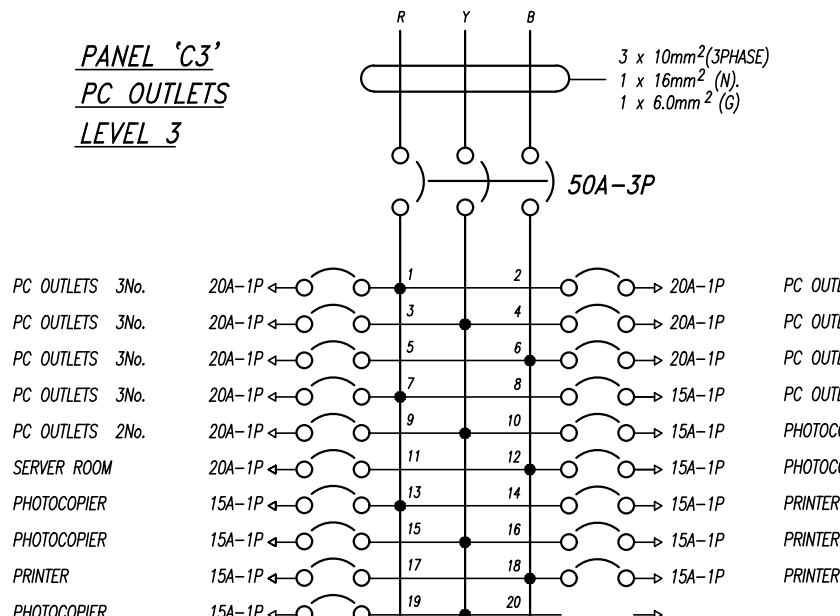 R Y B
PANEL 'C3'
PC OUTLETS
LEVEL 3
3 x 10mm²(3PHASE)
1 x 16mm² (N).
1 x 6.0mm² (G)
50A-3P
PC OUTLETS 3No. 20A-1P 1 2 20A-1P PC OUTL
PC OUTLETS 3No. 20A-1P 3 4 20A-1P PC OUTL
PC OUTLETS 3No. 20A-1P 5 6 20A-1P PC OUTL
PC OUTLETS 3No. 20A-1P 7 8 15A-1P PC OUTL
PC OUTLETS 2No. 20A-1P 9 10 15A-1P PHOTOCO
SERVER ROOM 20A-1P 11 12 15A-1P PHOTOCO
PHOTOCOPIER 15A-1P 13 14 15A-1P PRINTER
PHOTOCOPIER 15A-1P 15 16 15A-1P PRINTER
PRINTER 15A-1P 17 18 15A-1P PRINTER
PHOTOCOPIER 15A-1P 19 20